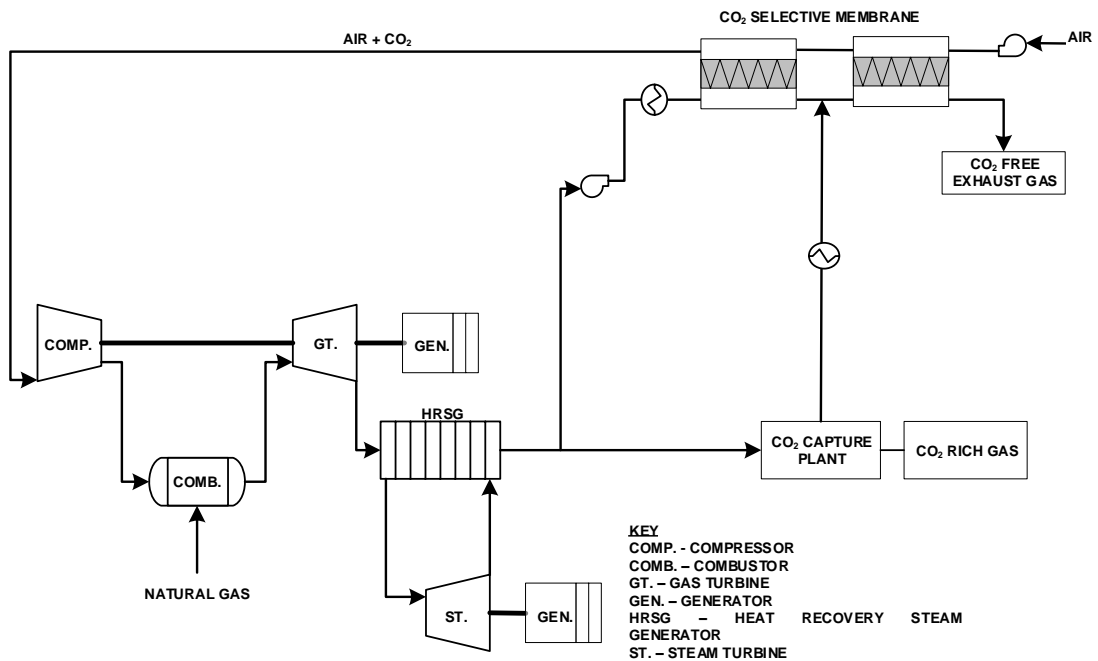 CO₂ SELECTIVE MEMBRANE
AIR + CO₂
AIR
CO₂ FREE
EXHAUST GAS
COMP.
GT.
GEN.
HRSG
CO₂ CAPTURE
PLANT
CO₂ RICH GAS
COMB.
NATURAL GAS
ST.
GEN.
KEY
COMP. - COMPRESSOR
COMB. – COMBUSTOR
GT. – GAS TURBINE
GEN. – GENERATOR
HRSG – HEAT RECOVERY STEAM
GENERATOR
ST. – STEAM TURBINE